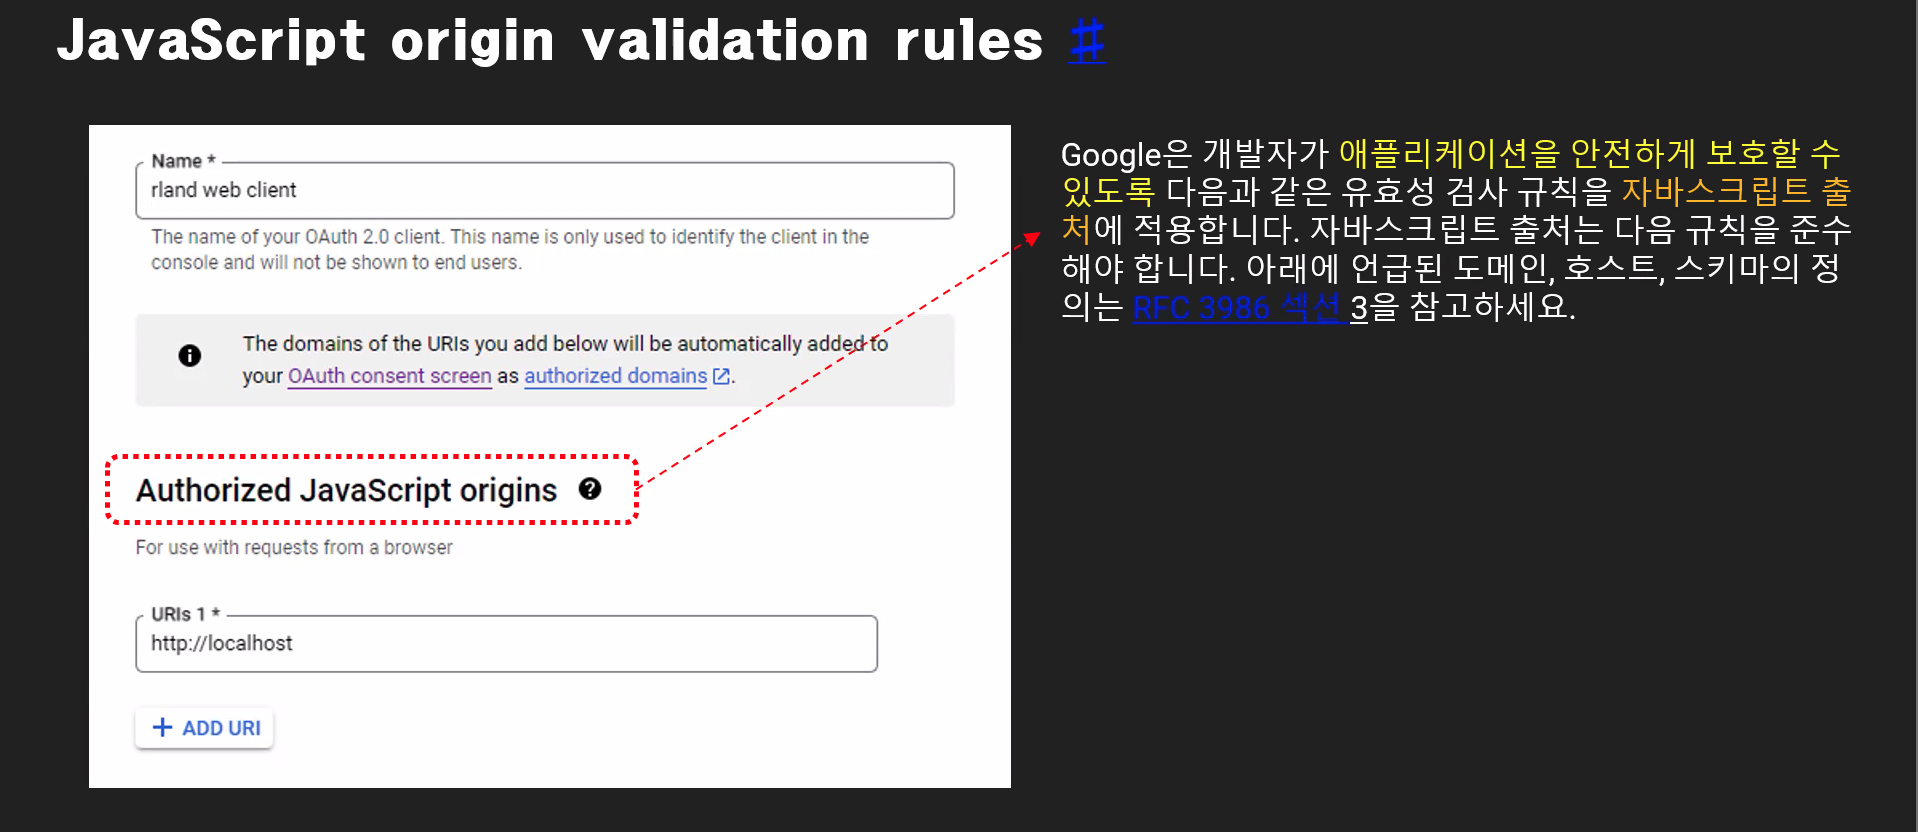 JavaScript origin validation rules #
Name *
rland web client
The name of your OAuth 2.0 client. This name is only used to identify the client in the
console and will not be shown to end users.
The domains of the URIs you add below will be automatically added to
your OAuth consent screen as authorized domains.
Authorized JavaScript origins
For use with requests from a browser
URIs 1 *
http://localhost
+ ADD URI
Google은 개발자가 애플리케이션을 안전하게 보호할 수
있도록 다음과 같은 유효성 검사 규칙을 자바스크립트 출
처에 적용합니다. 자바스크립트 출처는 다음 규칙을 준수
해야 합니다. 아래에 언급된 도메인, 호스트, 스키마의 정
의는 RFC 3986 섹션 3을 참고하세요.